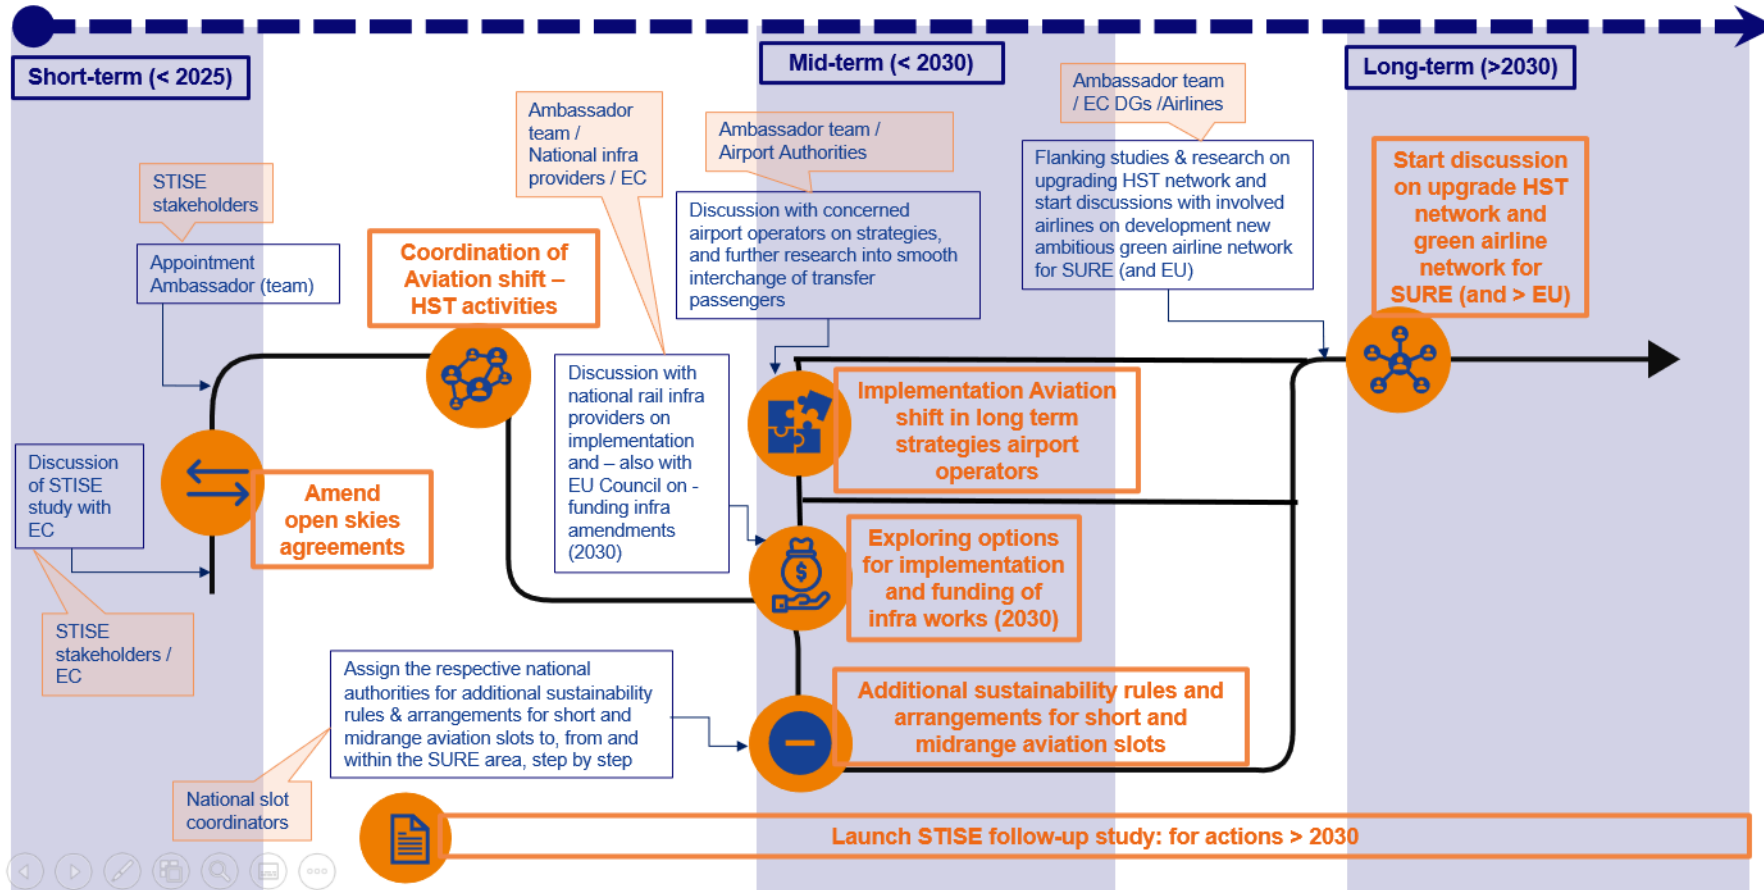 Short-term (< 2025)
Mid-term (< 2030)
Long-term (>2030)
STISE
stakeholders
Appointment
Ambassador (team)
Discussion
of STISE
study with
EC
STISE
stakeholders /
EC
Amend
open skies
agreements
Coordination of
Aviation shift –
HST activities
Ambassador
team /
National infra
providers / EC
Discussion with
national rail infra
providers on
implementation
and – also with
EU Council on -
funding infra
amendments
(2030)
Ambassador team /
Airport Authorities
Discussion with concerned
airport operators on strategies,
and further research into smooth
interchange of transfer
passengers
Implementation Aviation
shift in long term
strategies airport
operators
Exploring options
for implementation
and funding of
infra works (2030)
$
Assign the respective national
authorities for additional sustainability
rules & arrangements for short and
midrange aviation slots to, from and
within the SURE area, step by step
National slot
coordinators
Additional sustainability rules and
arrangements for short and
midrange aviation slots
Ambassador team
/ EC DGs /Airlines
Flanking studies & research on
upgrading HST network and
start discussions with involved
airlines on development new
ambitious green airline network
for SURE (and EU)
Start discussion
on upgrade HST
network and
green airline
network for
SURE (and > EU)
Launch STISE follow-up study: for actions > 2030